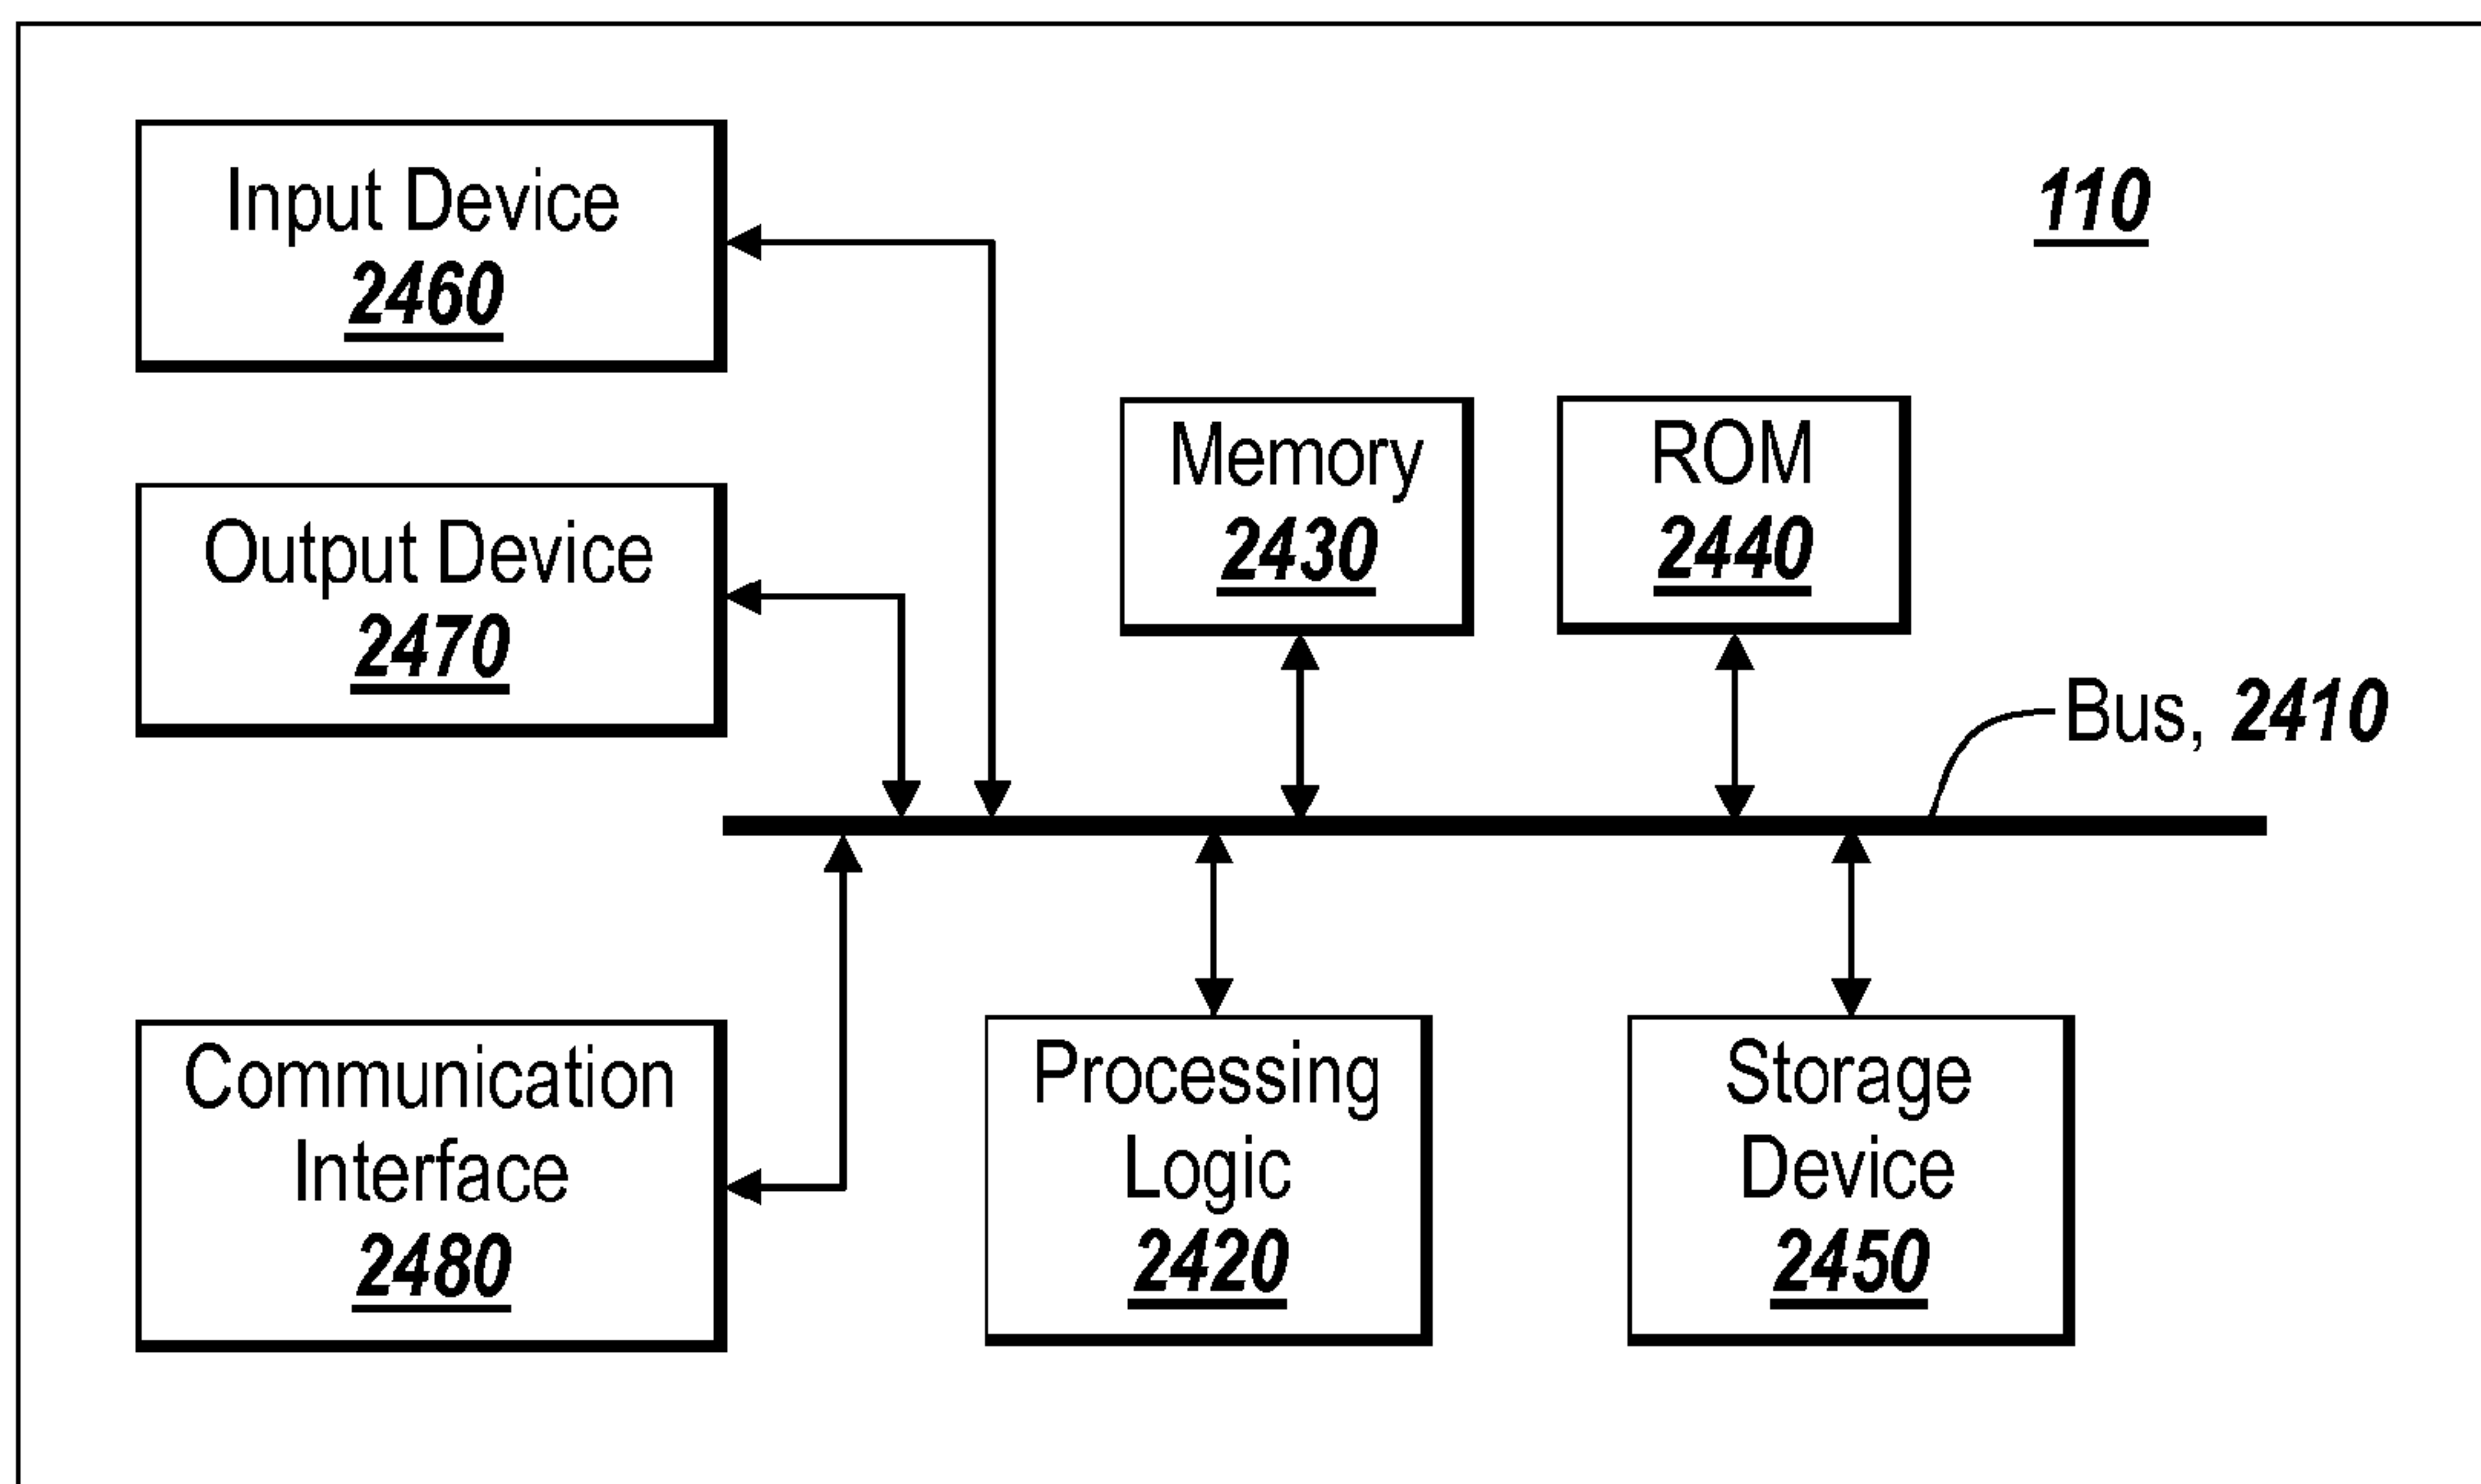 Input Device
2460
110
Output Device
2470
Memory
2430
ROM
2440
Bus, 2410
Communication
Interface
2480
Processing
Logic
2420
Storage
Device
2450